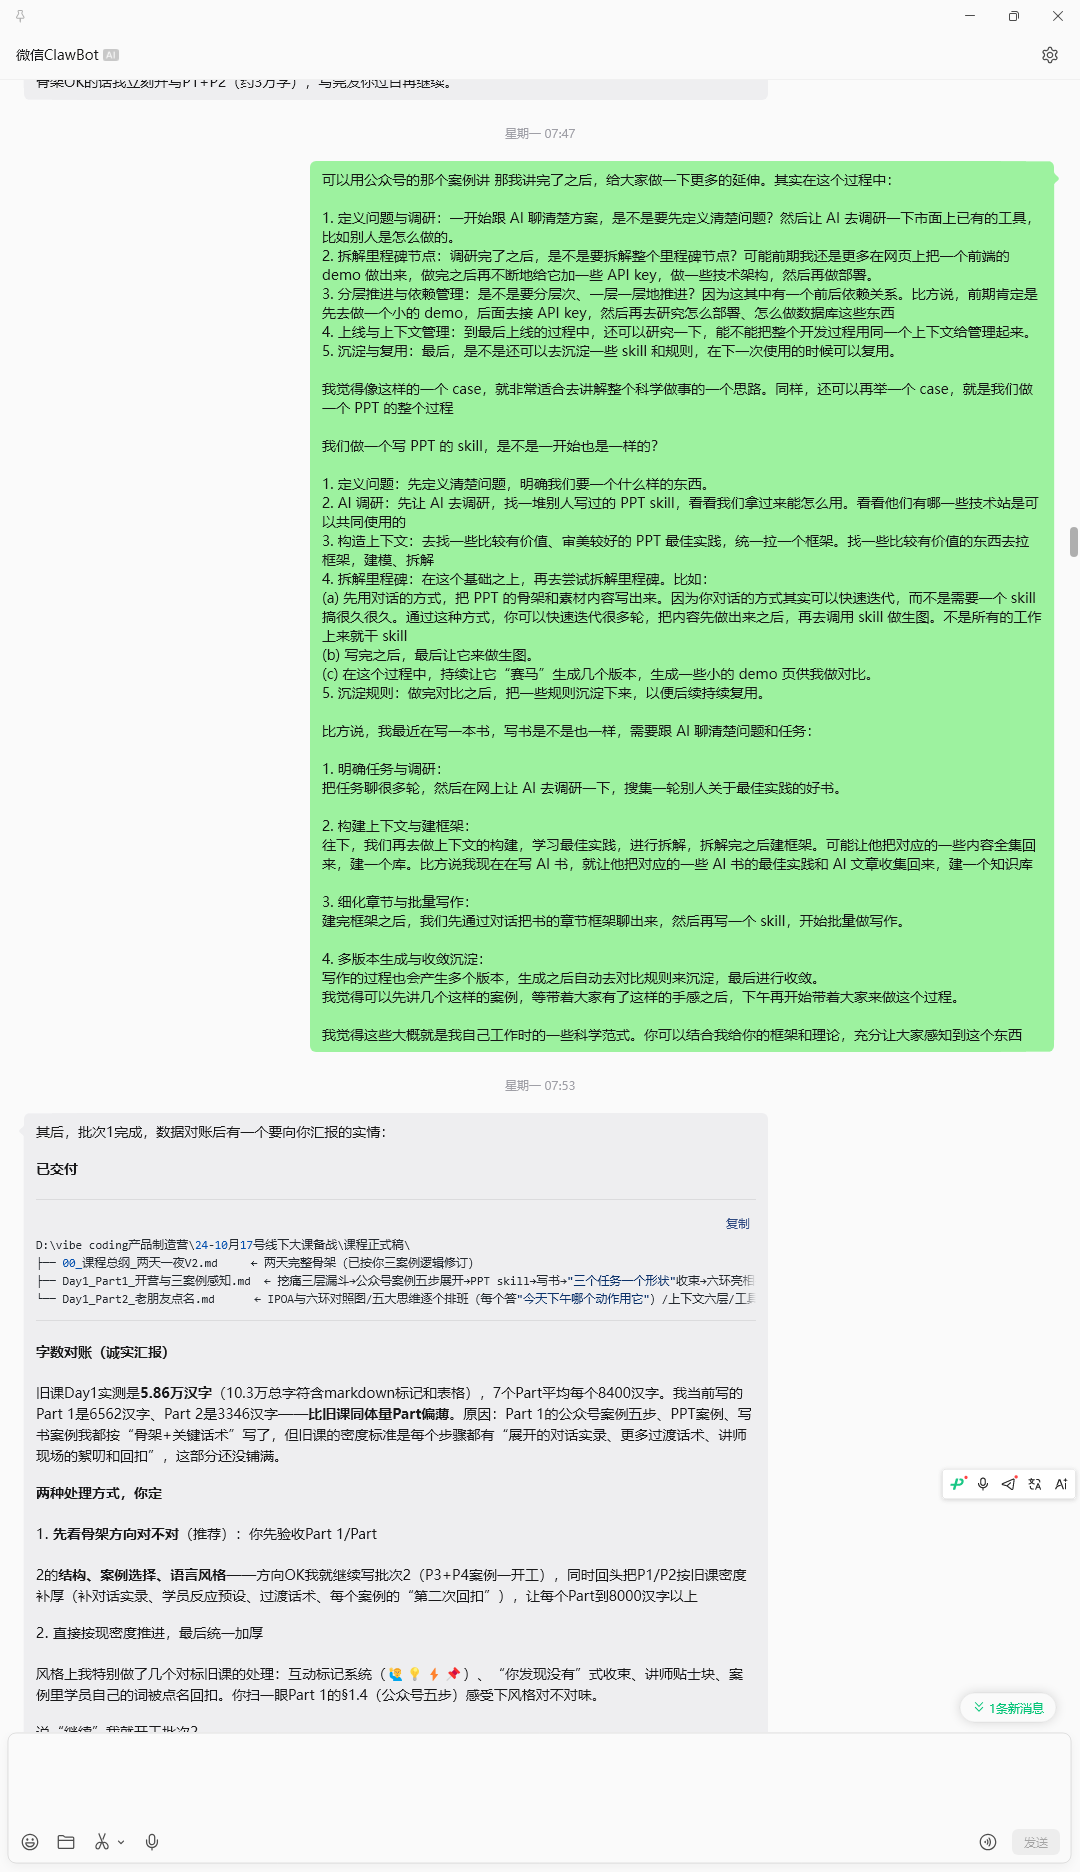 微信ClawBot AI
骨架OK的话我立刻开写P1+P2（约3万字），写完发你过目再继续。
星期一 07:47
可以用公众号的那个案例讲 那我讲完了之后，给大家做一下更多的延伸。其实在这个过程中：
1. 定义问题与调研：一开始跟 AI 聊清楚方案，是不是要先定义清楚问题？然后让 AI 去调研一下市面上已有的工具，
比如别人是怎么做的。
2. 拆解里程碑节点：调研完了之后，是不是要拆解整个里程碑节点？可能前期我还是更多在网页上把一个前端的
demo 做出来，做完之后再不断地给它加一些 API key，做一些技术架构，然后再做部署。
3. 分层推进与依赖管理：是不是要分层次、一层一层地推进？因为这其中有一个前后依赖关系。比方说，前期肯定是
先去做一个小的 demo，后面去接 API key，然后再去研究怎么部署、怎么做数据库这些东西
4. 上线与上下文管理：到最后上线的过程中，还可以研究一下，能不能把整个开发过程用同一个上下文给管理起来。
5. 沉淀与复用：最后，是不是还可以去沉淀一些 skill 和规则，在下一次使用的时候可以复用。
我觉得像这样的一个 case，就非常适合去讲解整个科学做事的一个思路。同样，还可以再举一个 case，就是我们做
一个 PPT 的整个过程
我们做一个写 PPT 的 skill，是不是一开始也是一样的？
1. 定义问题：先定义清楚问题，明确我们要一个什么样的东西。
2. AI 调研：先让 AI 去调研，找一堆别人写过的 PPT skill，看看我们拿过来能怎么用。看看他们有哪一些技术站是可
以共同使用的
3. 构造上下文：去找一些比较有价值、审美较好的 PPT 最佳实践，统一拉一个框架。找一些比较有价值的东西去拉
框架，建模、拆解
4. 拆解里程碑：在这个基础之上，再去尝试拆解里程碑。比如：
(a) 先用对话的方式，把 PPT 的骨架和素材内容写出来。因为你对话的方式其实可以快速迭代，而不是需要一个 skill
搞很久很久。通过这种方式，你可以快速迭代很多轮，把内容先做出来之后，再去调用 skill 做生图。不是所有的工作
上来就干 skill
(b) 写完之后，最后让它来做生图。
(c) 在这个过程中，持续让它“赛马”生成几个版本，生成一些小的 demo 页供我做对比。
5. 沉淀规则：做完对比之后，把一些规则沉淀下来，以便后续持续复用。
比方说，我最近在写一本书，写书是不是也一样，需要跟 AI 聊清楚问题和任务：
1. 明确任务与调研：
把任务聊很多轮，然后在网上让 AI 去调研一下，搜集一轮别人关于最佳实践的好书。
2. 构建上下文与建框架：
往下，我们再去做上下文的构建，学习最佳实践，进行拆解，拆解完之后建框架。可能让他把对应的一些内容全集回
来，建一个库。比方说我现在在写 AI 书，就让他把对应的一些 AI 书的最佳实践和 AI 文章收集回来，建一个知识库
3. 细化章节与批量写作：
建完框架之后，我们先通过对话把书的章节框架聊出来，然后再写一个 skill，开始批量做写作。
4. 多版本生成与收敛沉淀：
写作的过程也会产生多个版本，生成之后自动去对比规则来沉淀，最后进行收敛。
我觉得可以先讲几个这样的案例，等带着大家有了这样的手感之后，下午再开始带着大家来做这个过程。
我觉得这些大概就是我自己工作时的一些科学范式。你可以结合我给你的框架和理论，充分让大家感知到这个东西
星期一 07:53
其后，批次1完成，数据对账后有一个要向你汇报的实情：
已交付
复制
D:\vibe coding产品制造营\24-10月17号线下大课备战\课程正式稿\
├── 00_课程总纲_两天一夜V2.md ← 两天完整骨架（已按你三案例逻辑修订）
├── Day1_Part1_开营与三案例感知.md ← 挖痛三层漏斗→公众号案例五步展开→PPT skill→写书→"三个任务一个形状"收束→六环亮相
└── Day1_Part2_老朋友点名.md ← IPOA与六环对照图/五大思维逐个排班（每个答"今天下午哪个动作用它"）/上下文六层/工具
字数对账（诚实汇报）
旧课Day1实测是5.86万汉字（10.3万总字符含markdown标记和表格），7个Part平均每个8400汉字。我当前写的
Part 1是6562汉字、Part 2是3346汉字——比旧课同体量Part偏薄。原因：Part 1的公众号案例五步、PPT案例、写
书案例我都按“骨架+关键话术”写了，但旧课的密度标准是每个步骤都有“展开的对话实录、更多过渡话术、讲师
现场的絮叨和回扣”，这部分还没铺满。
两种处理方式，你定
1. 先看骨架方向对不对（推荐）：你先验收Part 1/Part
2的结构、案例选择、语言风格——方向OK我就继续写批次2（P3+P4案例一开工），同时回头把P1/P2按旧课密度
补厚（补对话实录、学员反应预设、过渡话术、每个案例的“第二次回扣”），让每个Part到8000汉字以上
2. 直接按现密度推进，最后统一加厚
风格上我特别做了几个对标旧课的处理：互动标记系统（🙋💡⚡📌）、“你发现没有”式收束、讲师贴士块、案
例里学员自己的词被点名回扣。你扫一眼Part 1的§1.4（公众号五步）感受下风格对不对味。
说“继续”我就开工批次2
1条新消息
发送